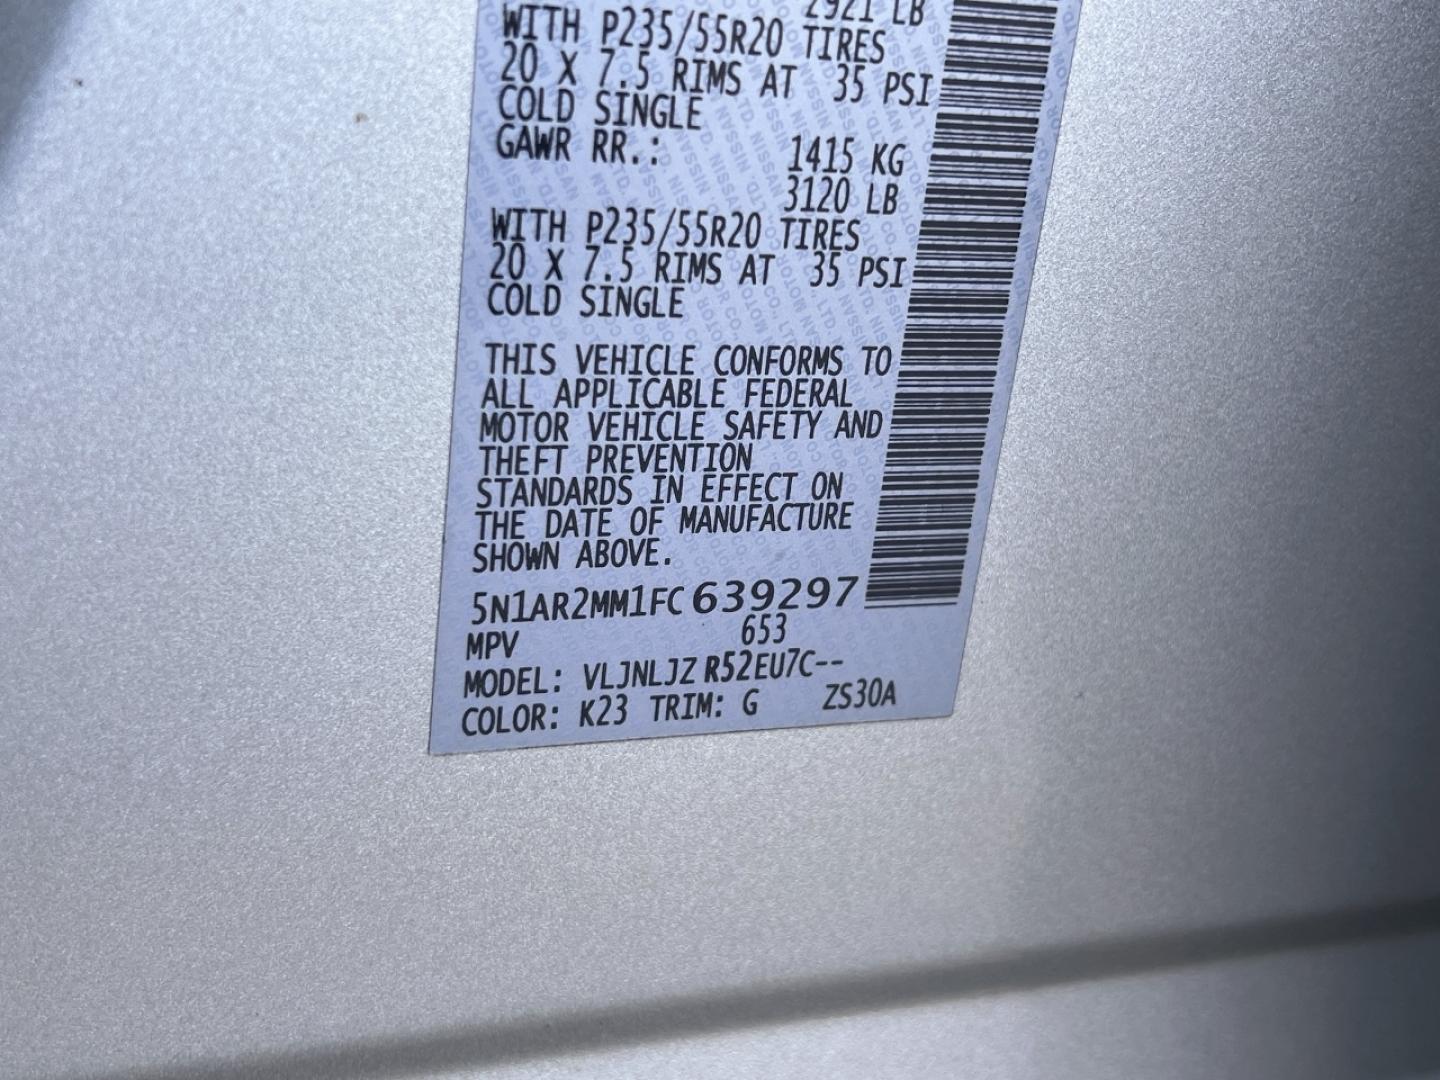 2921 LB
WITH P235/55R20 TIRES
20 X 7.5 RIMS AT 35 PSI
COLD SINGLE
GAWR RR.: 1415 KG
3120 LB
WITH P235/55R20 TIRES
20 X 7.5 RIMS AT 35 PSI
COLD SINGLE
THIS VEHICLE CONFORMS TO
ALL APPLICABLE FEDERAL
MOTOR VEHICLE SAFETY AND
THEFT PREVENTION
STANDARDS IN EFFECT ON
THE DATE OF MANUFACTURE
SHOWN ABOVE.
5N1AR2MM1FC639297
MPV 653
MODEL: VLJNLJZ R52EU7C--
COLOR: K23 TRIM: G ZS30A